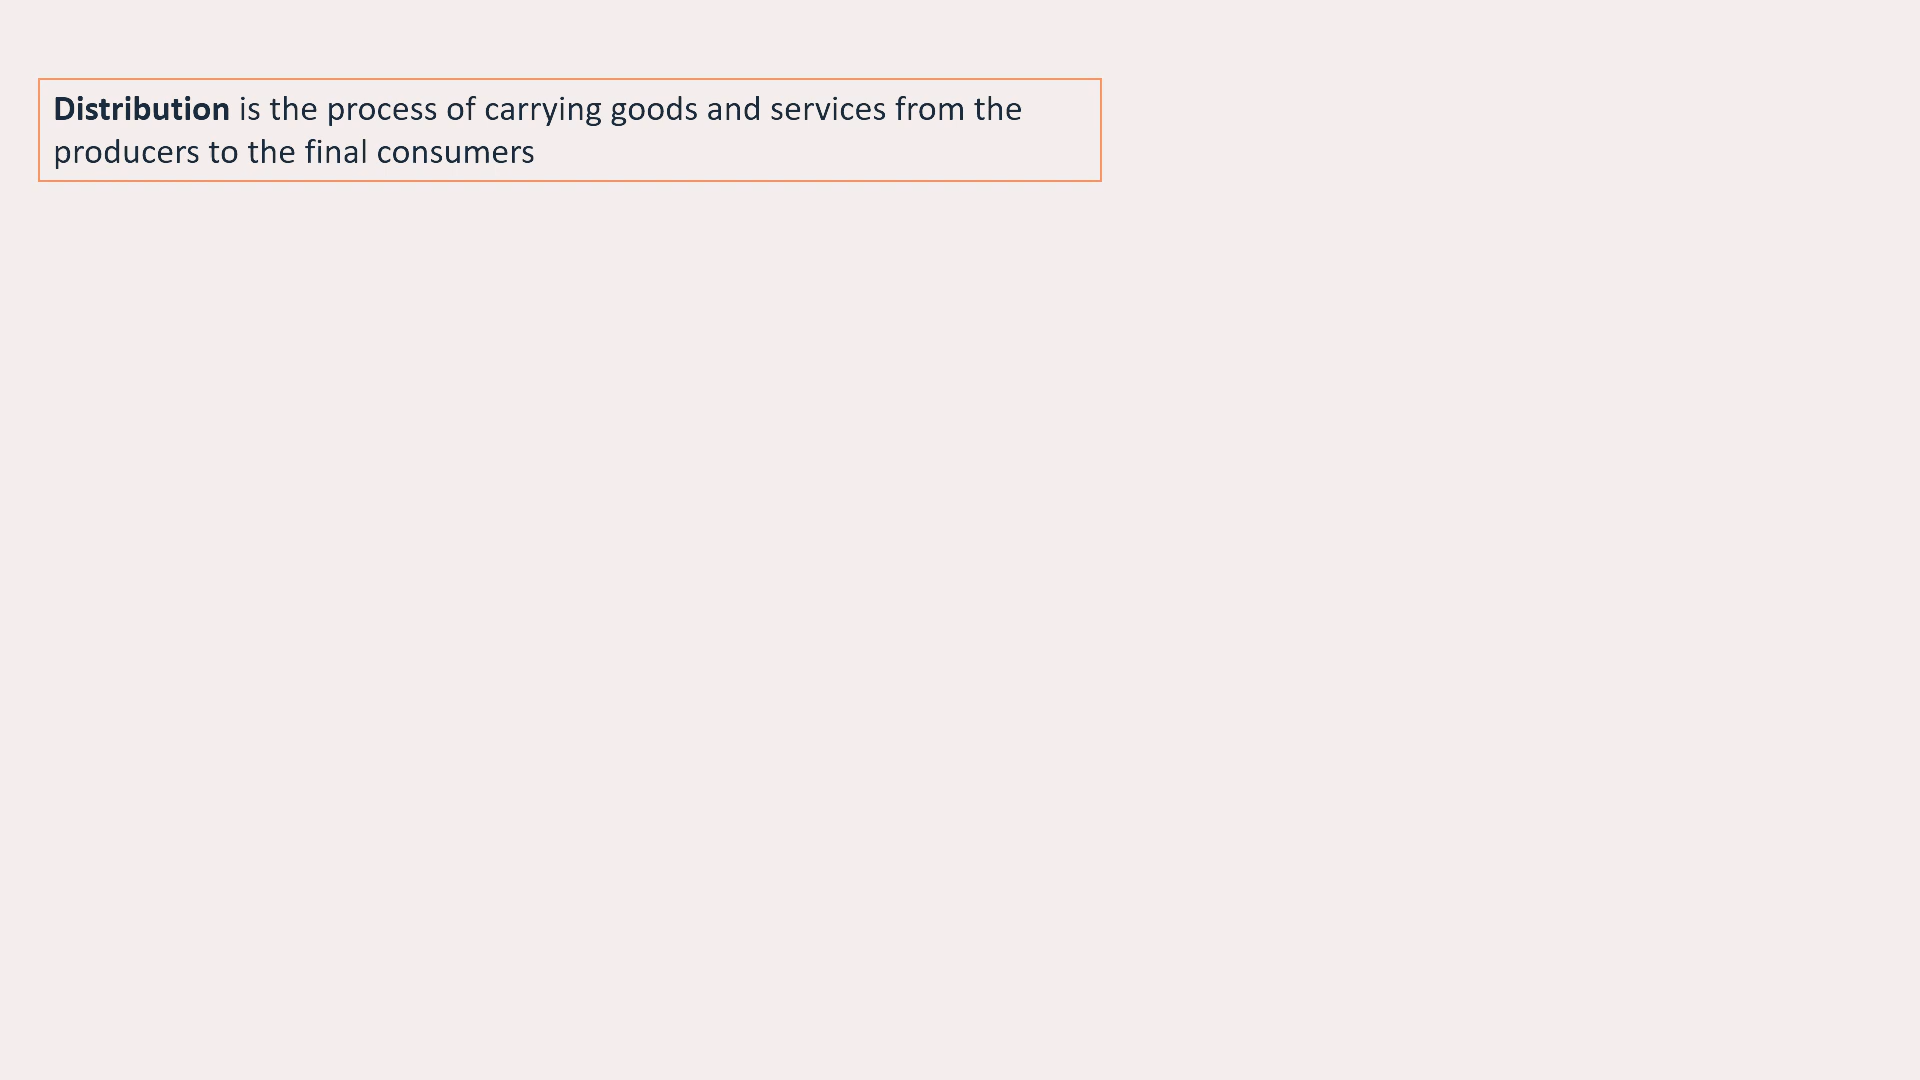 Distribution is the process of carrying goods and services from the
producers to the final consumers